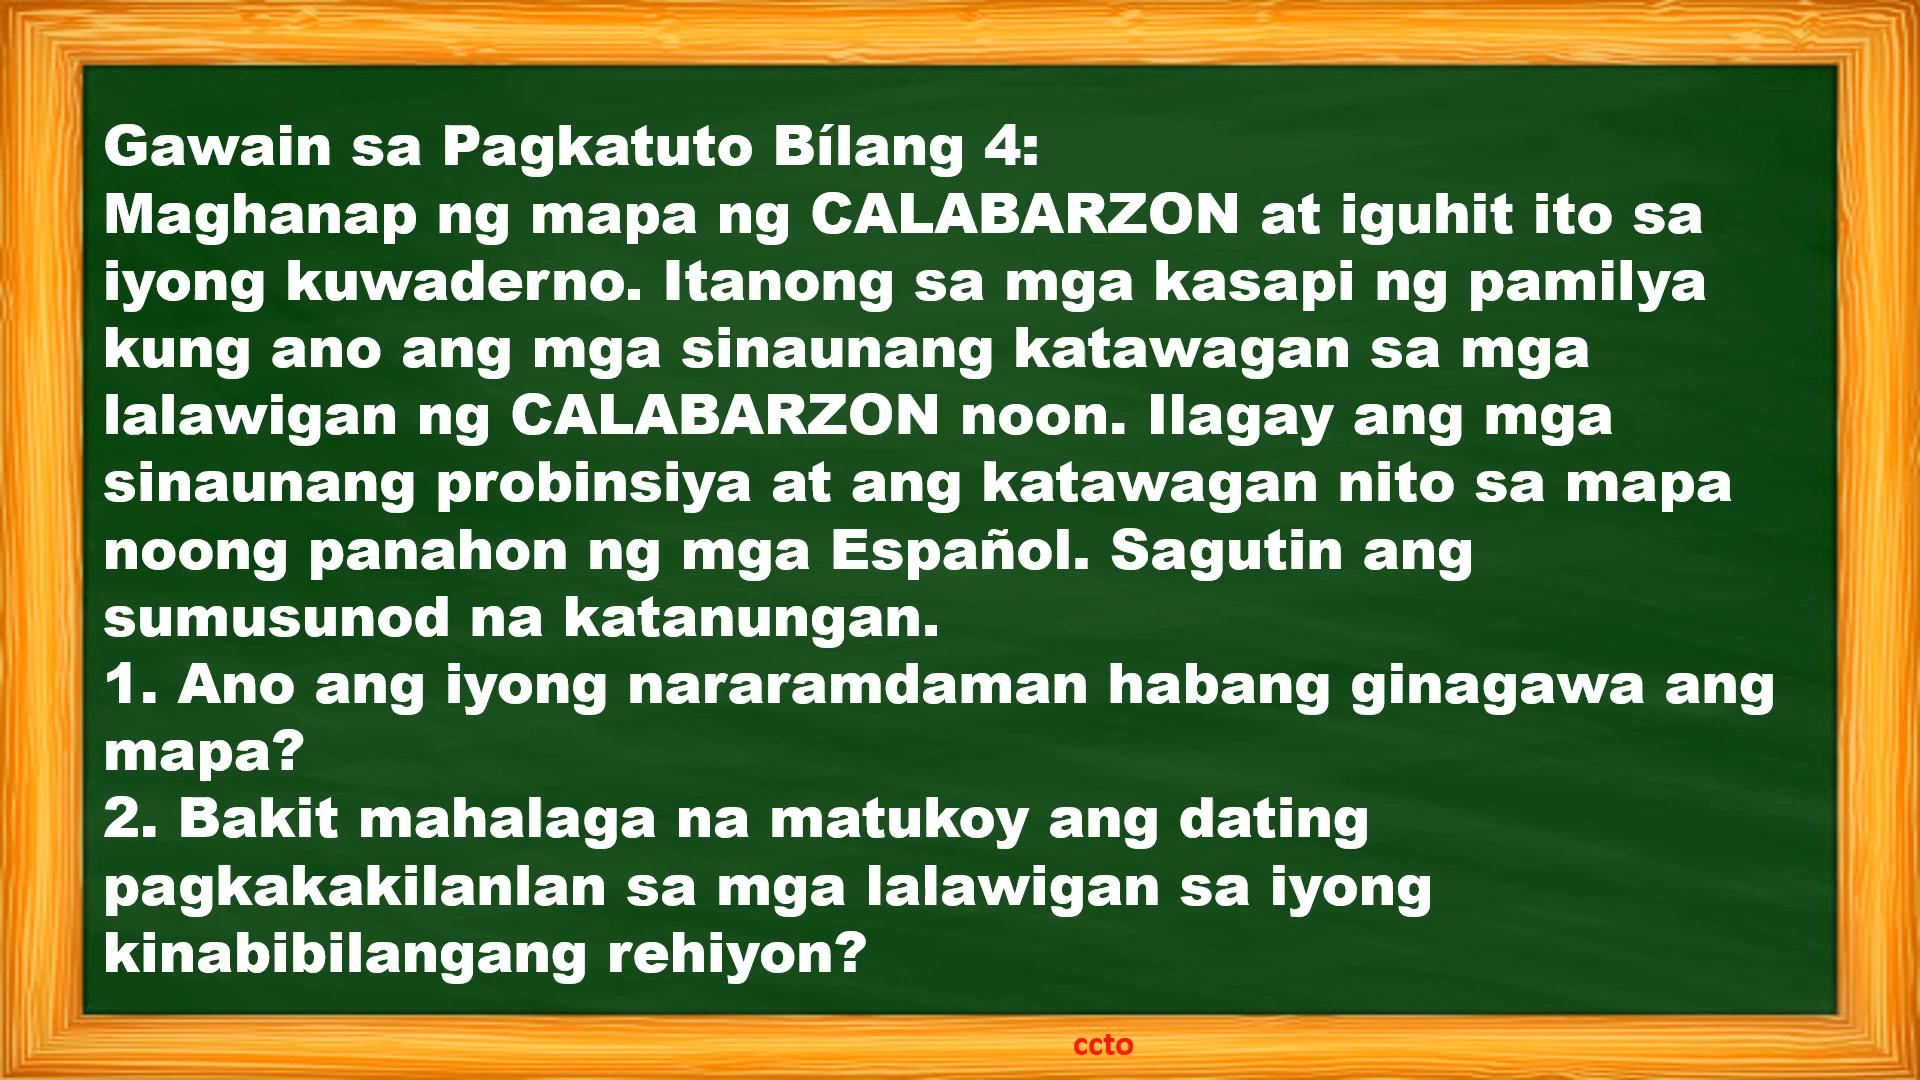 Gawain sa Pagkatuto Bílang 4:
Maghanap ng mapa ng CALABARZON at iguhit ito sa
iyong kuwaderno. Itanong sa mga kasapi ng pamilya
kung ano ang mga sinaunang katawagan sa mga
lalawigan ng CALABARZON noon. Ilagay ang mga
sinaunang probinsiya at ang katawagan nito sa mapa
noong panahon ng mga Español. Sagutin ang
sumusunod na katanungan.
1. Ano ang iyong nararamdaman habang ginagawa ang
mapa?
2. Bakit mahalaga na matukoy ang dating
pagkakakilanlan sa mga lalawigan sa iyong
kinabibilangang rehiyon?
ccto